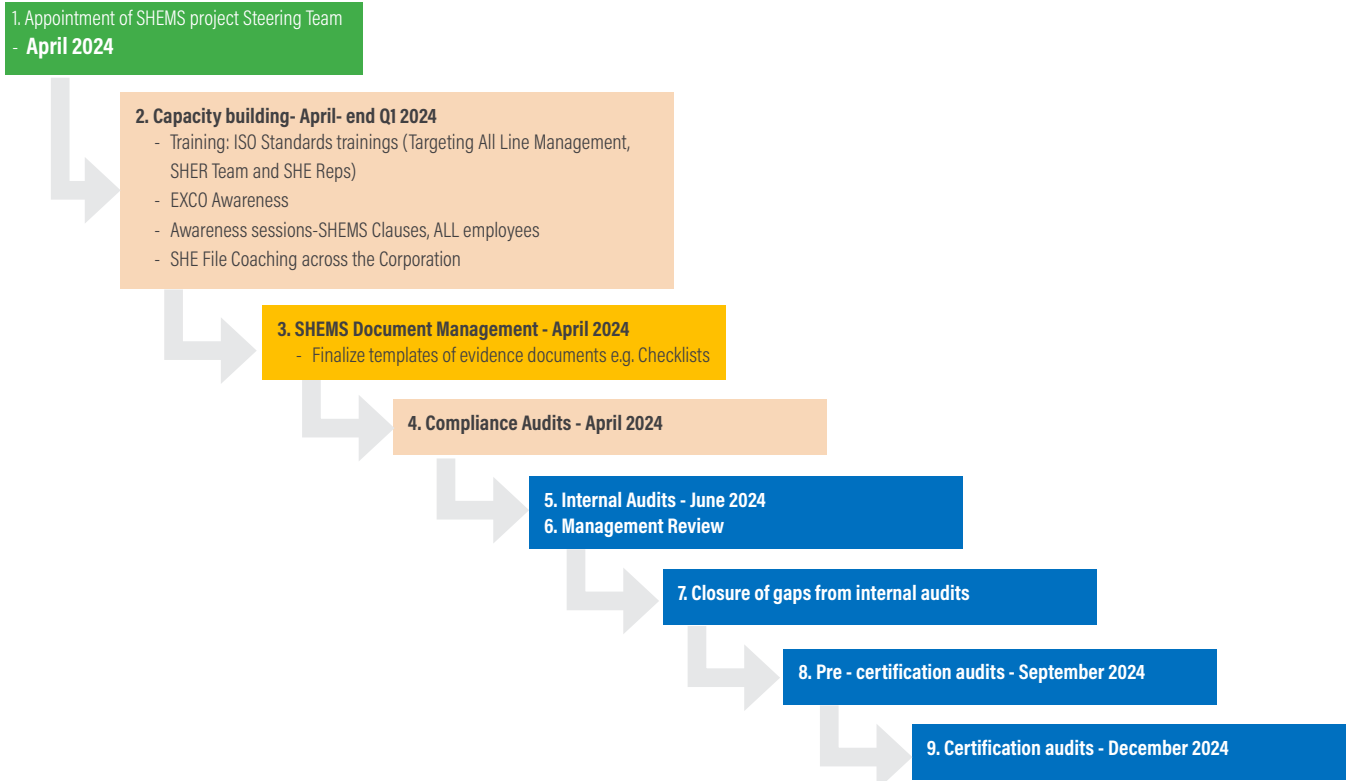 1. Appointment of SHEMS project Steering Team
- April 2024
2. Capacity building- April- end Q1 2024
- Training: ISO Standards trainings (Targeting All Line Management,
SHER Team and SHE Reps)
- EXCO Awareness
- Awareness sessions-SHEMS Clauses, ALL employees
- SHE File Coaching across the Corporation
3. SHEMS Document Management - April 2024
- Finalize templates of evidence documents e.g. Checklists
4. Compliance Audits - April 2024
5. Internal Audits - June 2024
6. Management Review
7. Closure of gaps from internal audits
8. Pre - certification audits - September 2024
9. Certification audits - December 2024